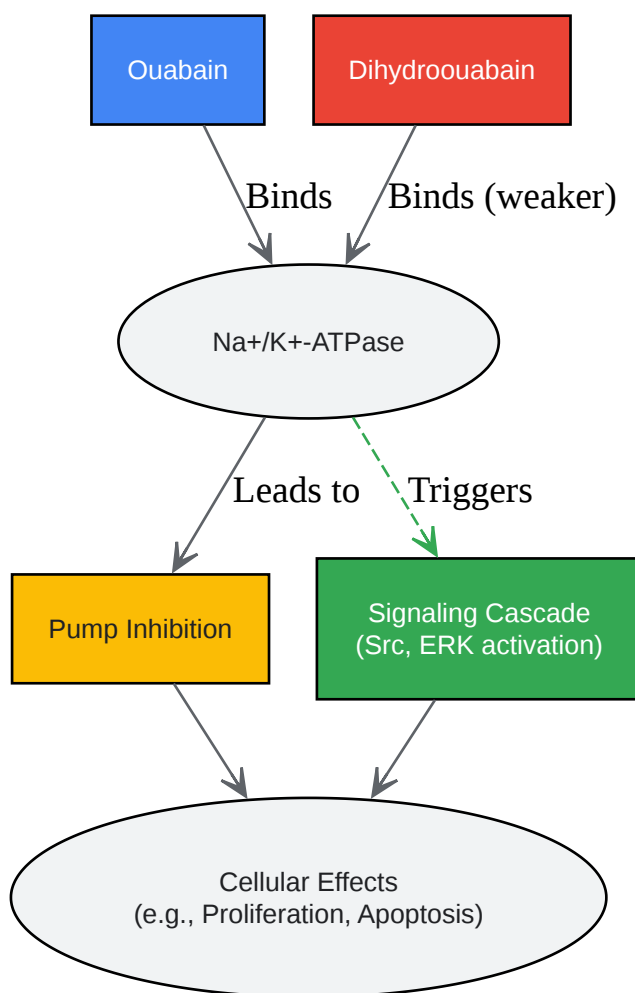 Ouabain
Dihydroouabain
Binds
Binds (weaker)
Na+/K+-ATPase
Leads to
Triggers
Pump Inhibition
Signaling Cascade
(Src, ERK activation)
Cellular Effects
(e.g., Proliferation, Apoptosis)